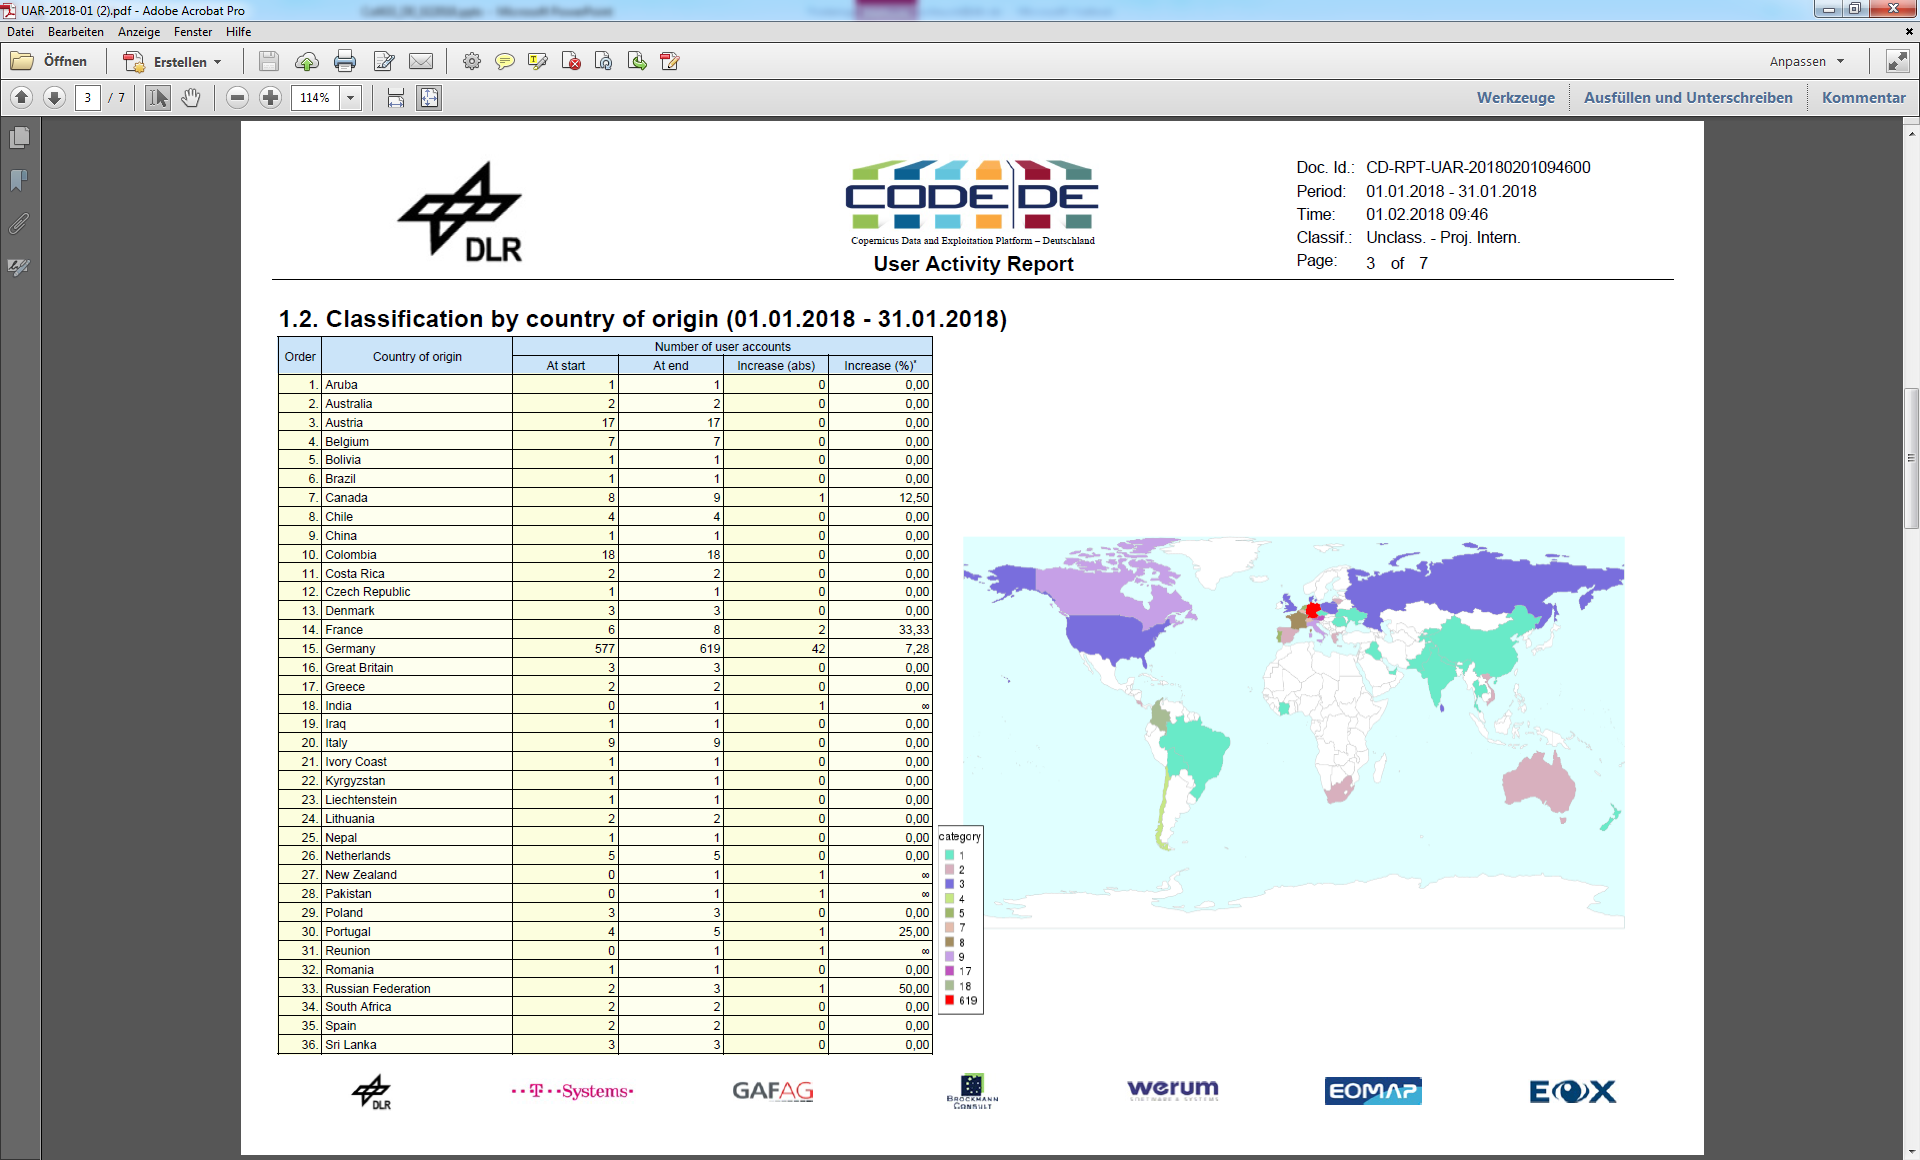 UAR-2018-01 (2).pdf - Adobe Acrobat Pro
Datei Bearbeiten Anzeige Fenster Hilfe
Öffnen Erstellen Anpassen
3 / 7 114% Werkzeuge Ausfüllen und Unterschreiben Kommentar
DLR
CODE DE
Copernicus Data and Exploitation Platform – Deutschland
User Activity Report
Doc. Id.: CD-RPT-UAR-20180201094600
Period: 01.01.2018 - 31.01.2018
Time: 01.02.2018 09:46
Classif.: Unclass. - Proj. Intern.
Page: 3 of 7
1.2. Classification by country of origin (01.01.2018 - 31.01.2018)
Order Country of origin Number of user accounts
At start At end Increase (abs) Increase (%)*
1. Aruba 1 1 0 0,00
2. Australia 2 2 0 0,00
3. Austria 17 17 0 0,00
4. Belgium 7 7 0 0,00
5. Bolivia 1 1 0 0,00
6. Brazil 1 1 0 0,00
7. Canada 8 9 1 12,50
8. Chile 4 4 0 0,00
9. China 1 1 0 0,00
10. Colombia 18 18 0 0,00
11. Costa Rica 2 2 0 0,00
12. Czech Republic 1 1 0 0,00
13. Denmark 3 3 0 0,00
14. France 6 8 2 33,33
15. Germany 577 619 42 7,28
16. Great Britain 3 3 0 0,00
17. Greece 2 2 0 0,00
18. India 0 1 1 ∞
19. Iraq 1 1 0 0,00
20. Italy 9 9 0 0,00
21. Ivory Coast 1 1 0 0,00
22. Kyrgyzstan 1 1 0 0,00
23. Liechtenstein 1 1 0 0,00
24. Lithuania 2 2 0 0,00
25. Nepal 1 1 0 0,00
26. Netherlands 5 5 0 0,00
27. New Zealand 0 1 1 ∞
28. Pakistan 0 1 1 ∞
29. Poland 3 3 0 0,00
30. Portugal 4 5 1 25,00
31. Reunion 0 1 1 ∞
32. Romania 1 1 0 0,00
33. Russian Federation 2 3 1 50,00
34. South Africa 2 2 0 0,00
35. Spain 2 2 0 0,00
36. Sri Lanka 3 3 0 0,00
category
1
2
3
4
5
7
8
9
17
18
619
DLR
T Systems
GAFAG
BROCKMANN
CONSULT
werum
SOFTWARE & SYSTEMS
EOMAP
EOX